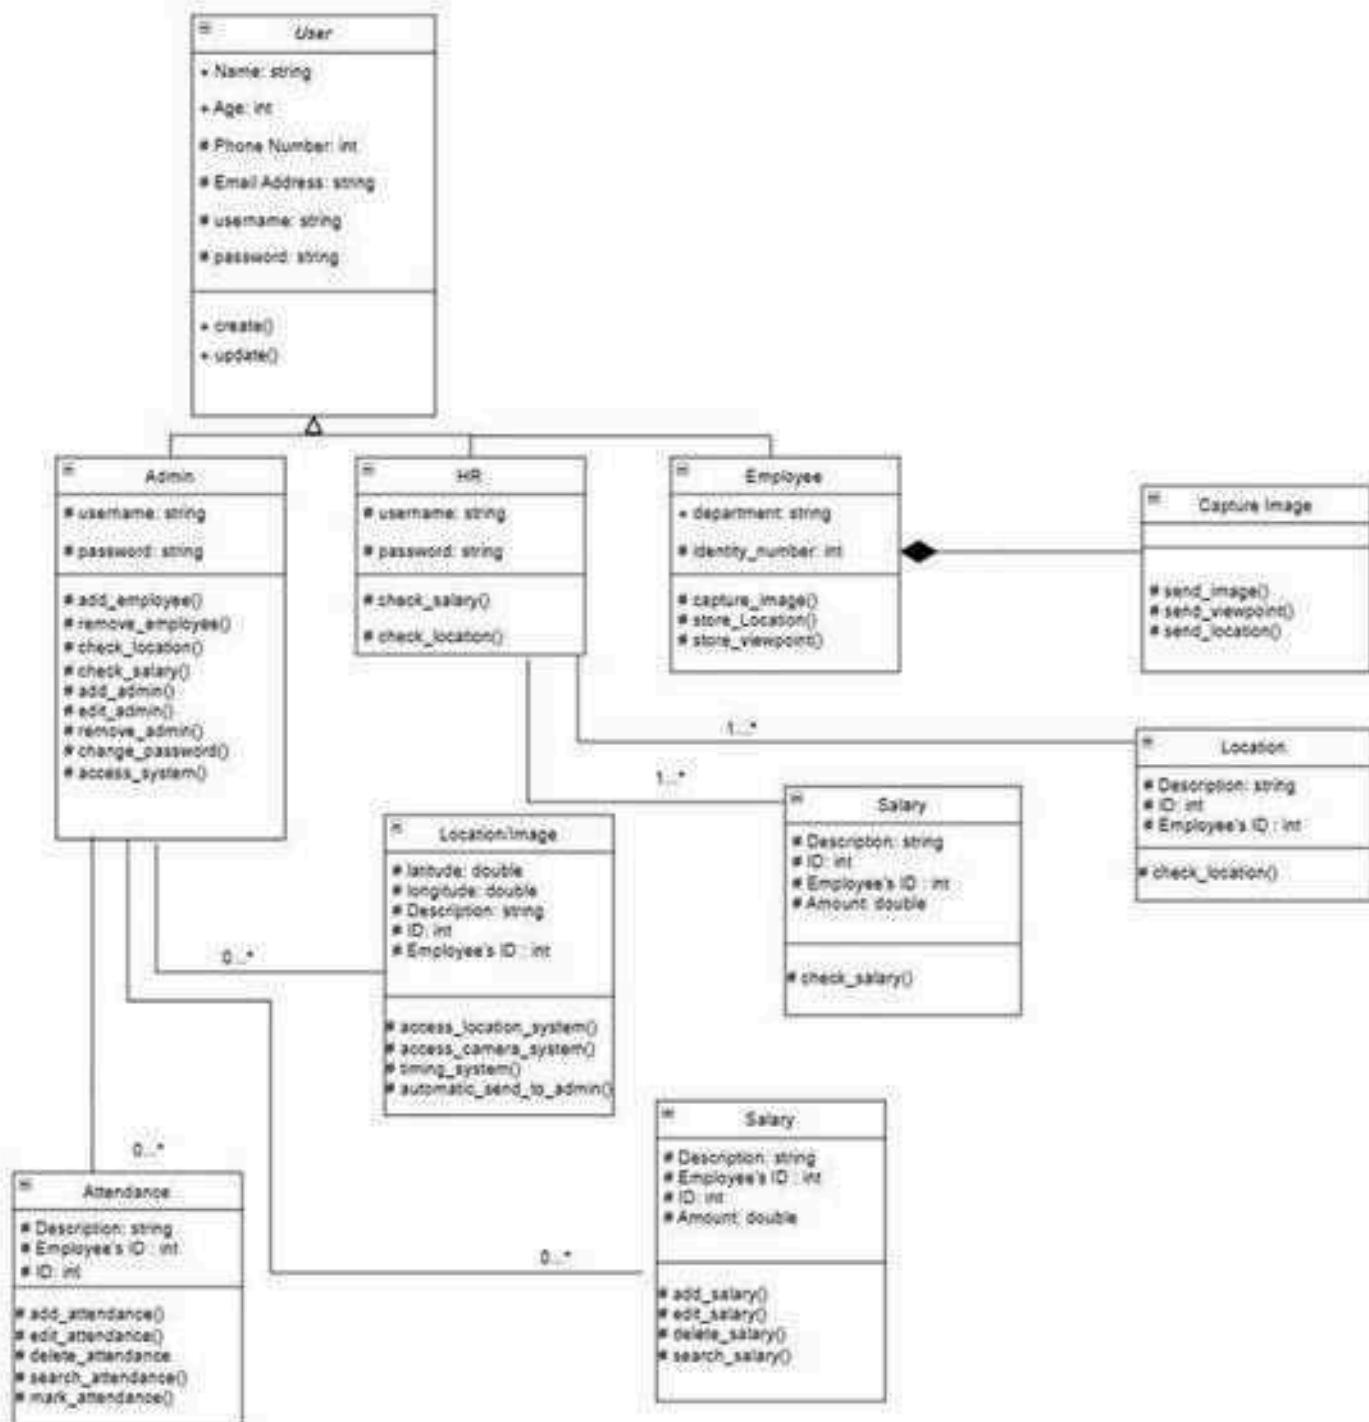 User
+ Name: string
+ Age: int
# Phone Number: int
# Email Address: string
# username: string
# password: string
+ create()
+ update()
Admin
# username: string
# password: string
# add_employee()
# remove_employee()
# check_location()
# check_salary()
# add_admin()
# edit_admin()
# remove_admin()
# change_password()
# access_system()
HR
# username: string
# password: string
# check_salary()
# check_location()
Employee
+ department: string
# identity_number: int
# capture_image()
# store_Location()
# store_viewpoint()
Capture Image
# send_image()
# send_viewpoint()
# send_location()
1...*
1...*
Location
# Description: string
# ID: int
# Employee's ID : int
# check_location()
Salary
# Description: string
# ID: int
# Employee's ID : int
# Amount: double
# check_salary()
Location/Image
# latitude: double
# longitude: double
# Description: string
# ID: int
# Employee's ID : int
# access_location_system()
# access_camera_system()
# timing_system()
# automatic_send_to_admin()
0...*
0...*
0...*
Salary
# Description: string
# Employee's ID : int
# ID: int
# Amount: double
# add_salary()
# edit_salary()
# delete_salary()
# search_salary()
Attendance
# Description: string
# Employee's ID : int
# ID: int
# add_attendance()
# edit_attendance()
# delete_attendance
# search_attendance()
# mark_attendance()